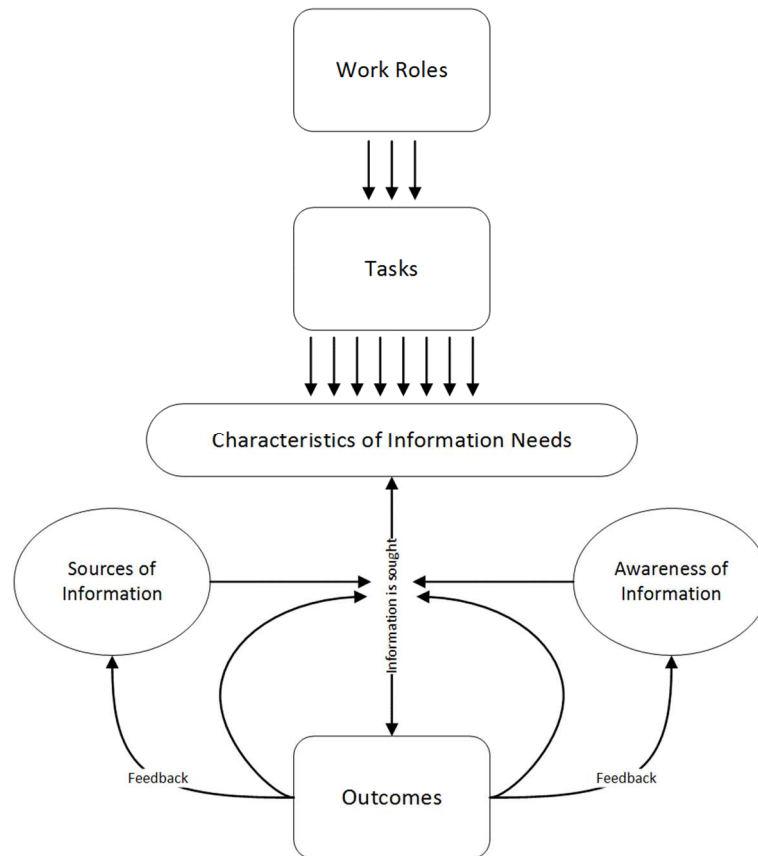 Work Roles
Tasks
Characteristics of Information Needs
Sources of
Information
Information is sought
Awareness of
Information
Feedback
Outcomes
Feedback